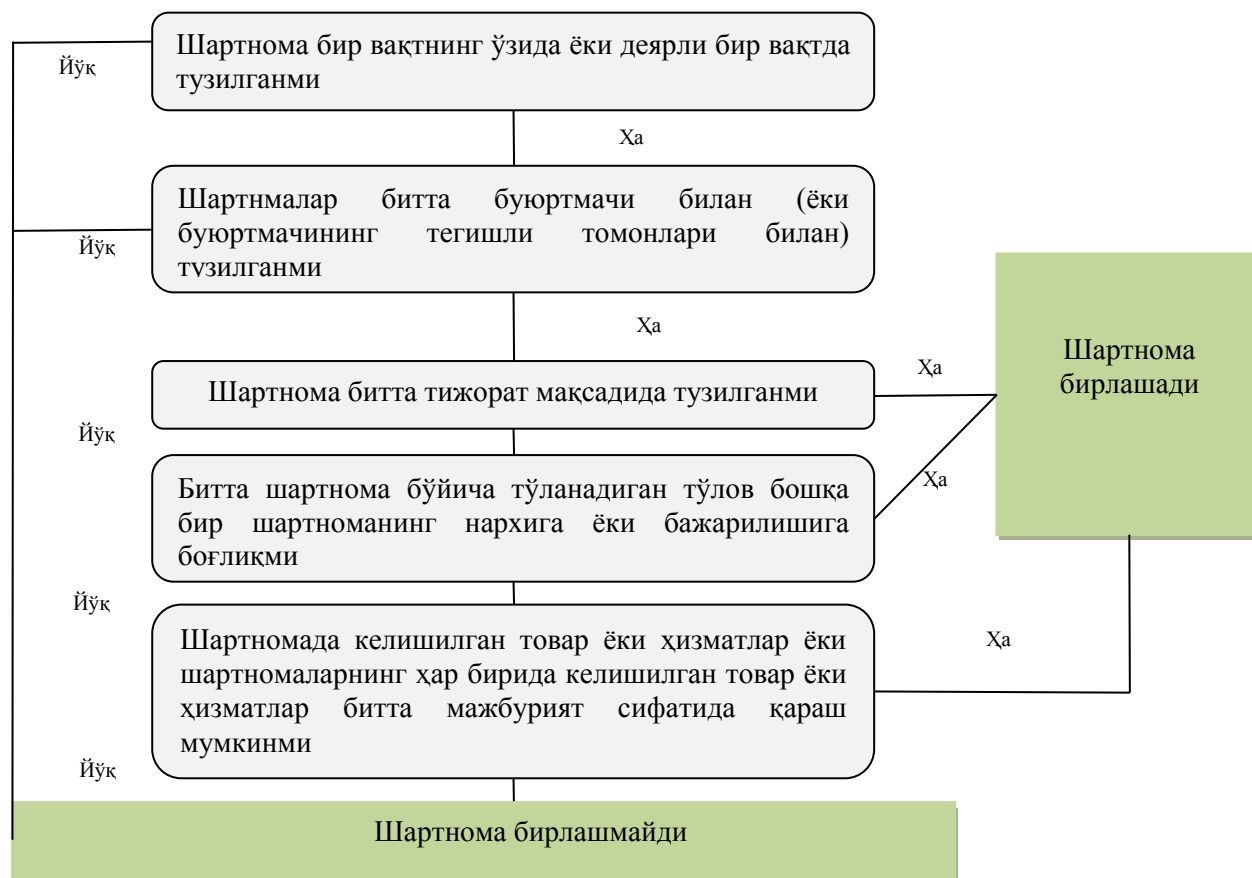 Шартнома бир вақтнинг ўзида ёки деярли бир вақтда
тузилганми
Йўқ
Ҳа
Шартнмалар битта буюртмачи билан (ёки
буюртмачининг тегишли томонлари билан)
тузилганми
Йўқ
Ҳа
Шартнома битта тижорат мақсадида тузилганми
Ҳа
Шартнома
бирлашади
Йўқ
Битта шартнома бўйича тўланадиган тўлов бошқа
бир шартноманинг нархига ёки бажарилишига
боғлиқми
Ҳа
Йўқ
Шартномада келишилган товар ёки ҳизматлар ёки
шартномаларнинг ҳар бирида келишилган товар ёки
ҳизматлар битта мажбурият сифатида қараш
мумкинми
Ҳа
Йўқ
Шартнома бирлашмайди